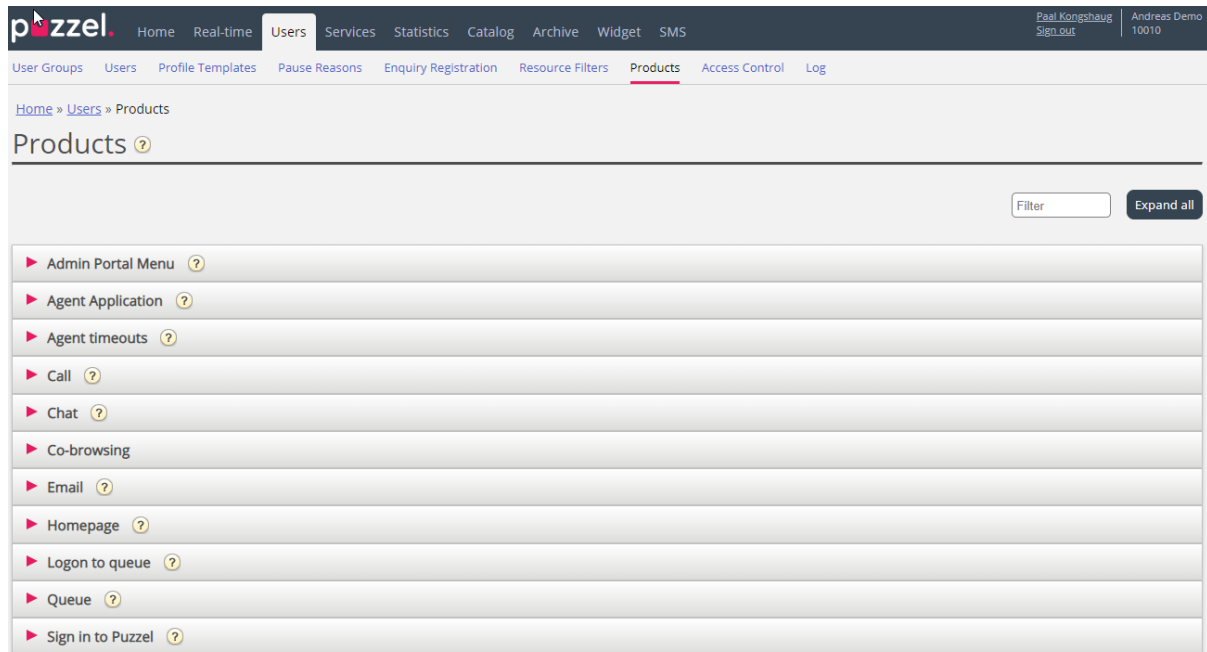 puzzel.
Home Real-time Users Services Statistics Catalog Archive Widget SMS
Paal Kongshaug
Sign out
Andreas Demo
10010
User Groups Users Profile Templates Pause Reasons Enquiry Registration Resource Filters Products Access Control Log
Home » Users » Products
Products ?
Filter Expand all
Admin Portal Menu ?
Agent Application ?
Agent timeouts ?
Call ?
Chat ?
Co-browsing
Email ?
Homepage ?
Logon to queue ?
Queue ?
Sign in to Puzzel ?